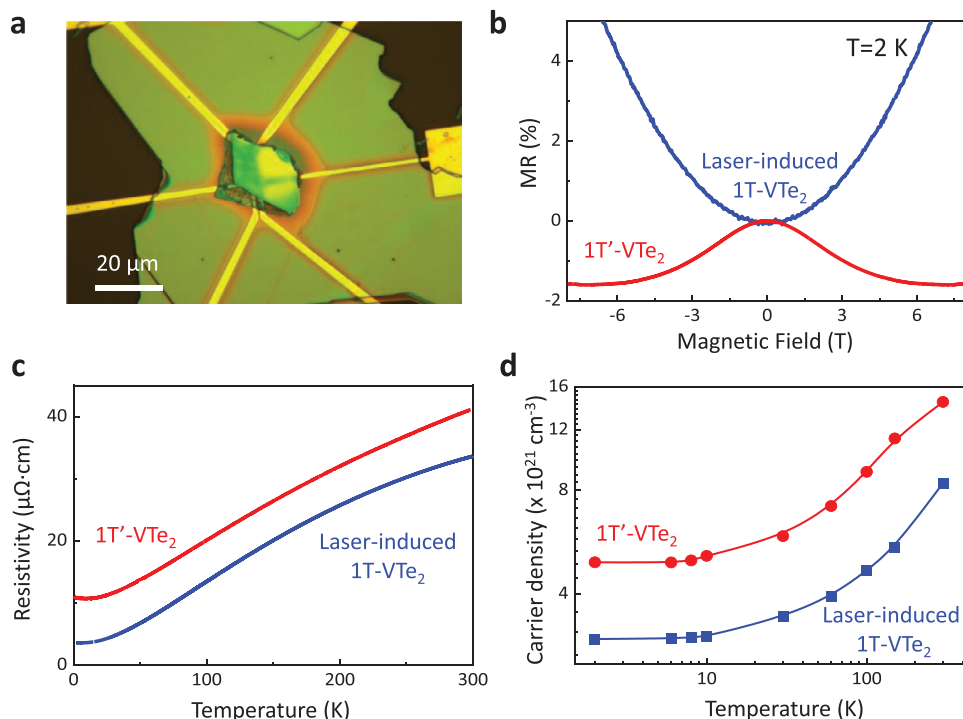 a
20 µm
b
T=2 K
Laser-induced
1T-VTe₂
1T′-VTe₂
MR (%)
4
2
0
-2
-6
-3
0
3
6
Magnetic Field (T)
c
Resistivity (µΩ·cm)
40
20
0
1T′-VTe₂
Laser-induced
1T-VTe₂
0
100
200
300
Temperature (K)
d
Carrier density (x 10²¹ cm⁻³)
16
12
8
4
1T′-VTe₂
Laser-induced
1T-VTe₂
10
100
Temperature (K)